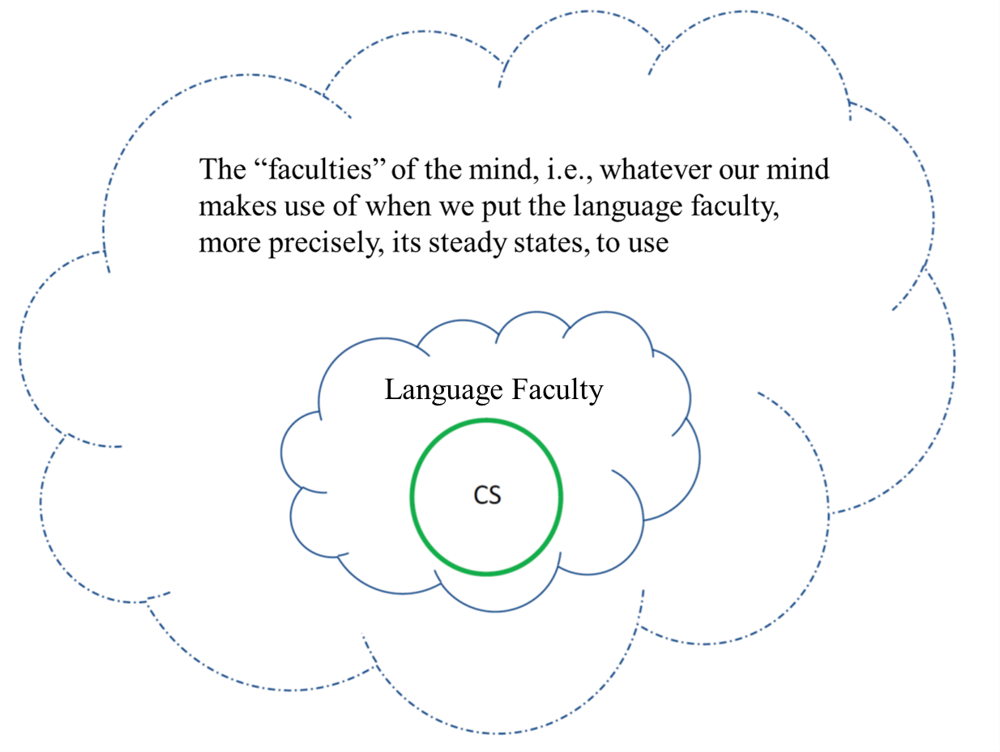 The “faculties” of the mind, i.e., whatever our mind
makes use of when we put the language faculty,
more precisely, its steady states, to use
Language Faculty
CS